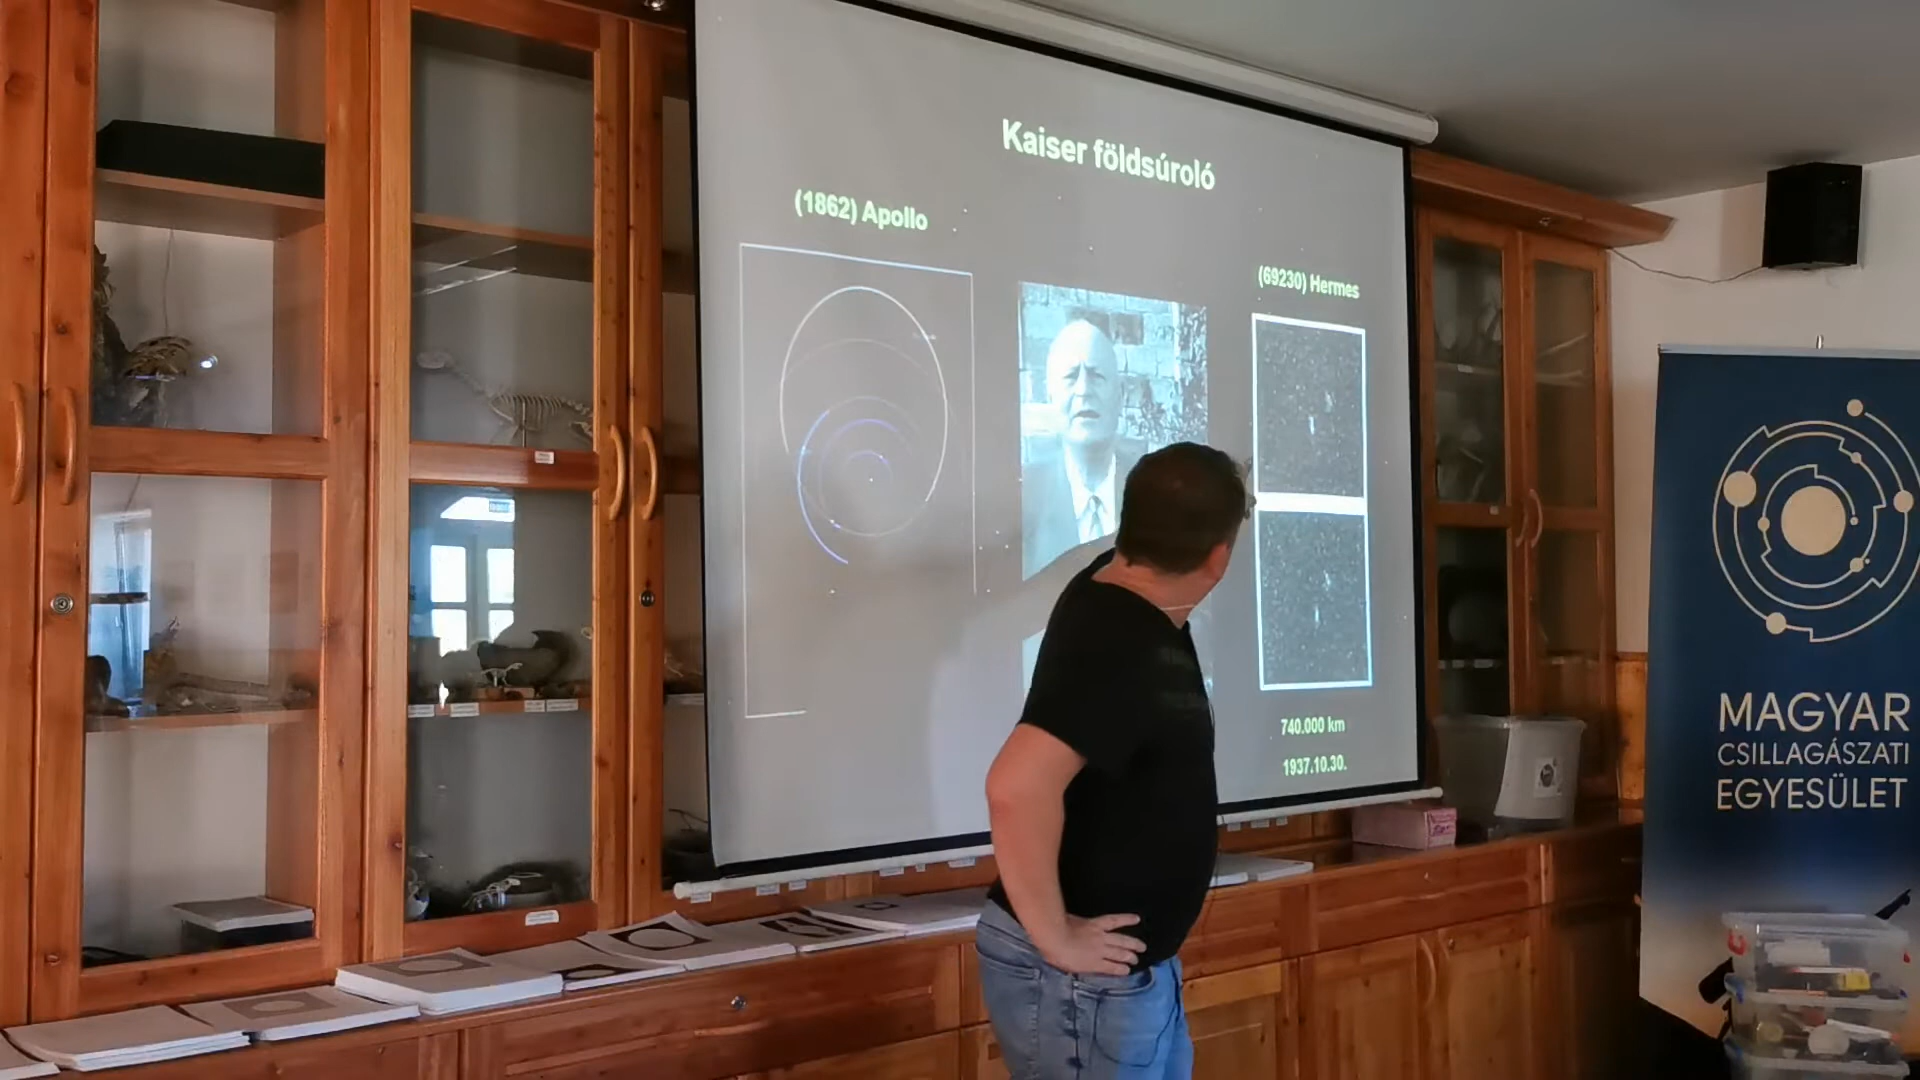 Kaiser földsúroló
(1862) Apollo
(69230) Hermes
740.000 km
1937.10.30.
MAGYAR
CSILLAGÁSZATI
EGYESÜLET